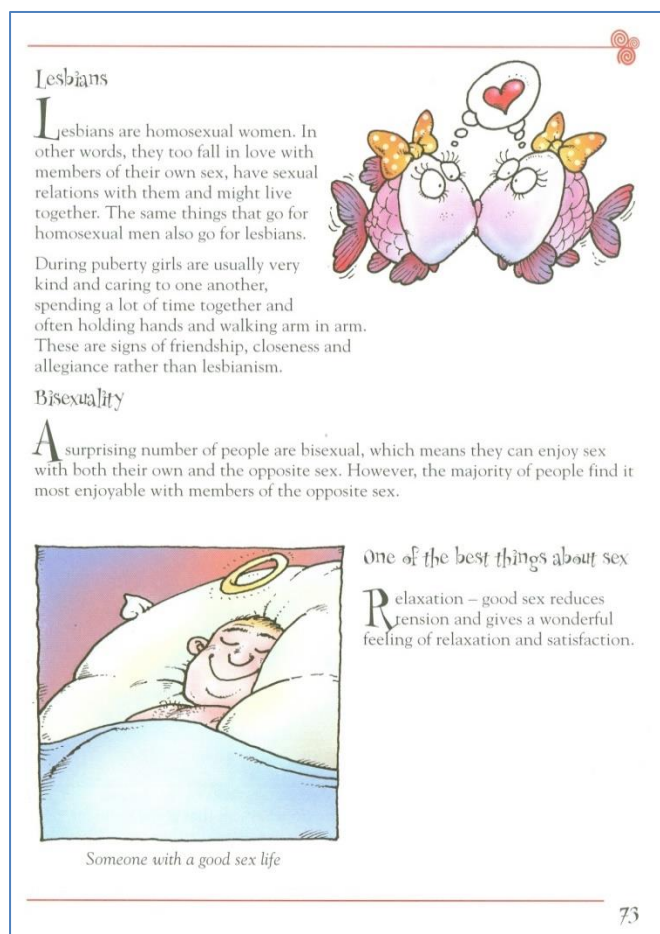 Lesbians
Lesbians are homosexual women. In
other words, they too fall in love with
members of their own sex, have sexual
relations with them and might live
together. The same things that go for
homosexual men also go for lesbians.
During puberty girls are usually very
kind and caring to one another,
spending a lot of time together and
often holding hands and walking arm in arm.
These are signs of friendship, closeness and
allegiance rather than lesbianism.
Bisexuality
A surprising number of people are bisexual, which means they can enjoy sex
with both their own and the opposite sex. However, the majority of people find it
most enjoyable with members of the opposite sex.
One of the best things about sex
Relaxation – good sex reduces
tension and gives a wonderful
feeling of relaxation and satisfaction.
Someone with a good sex life
73